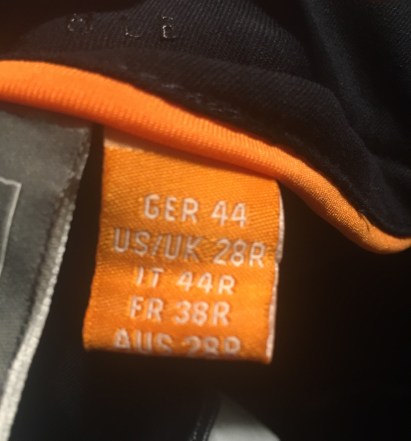 GER 44
US/UK 28R
IT 44R
FR 38R
AUS 28R